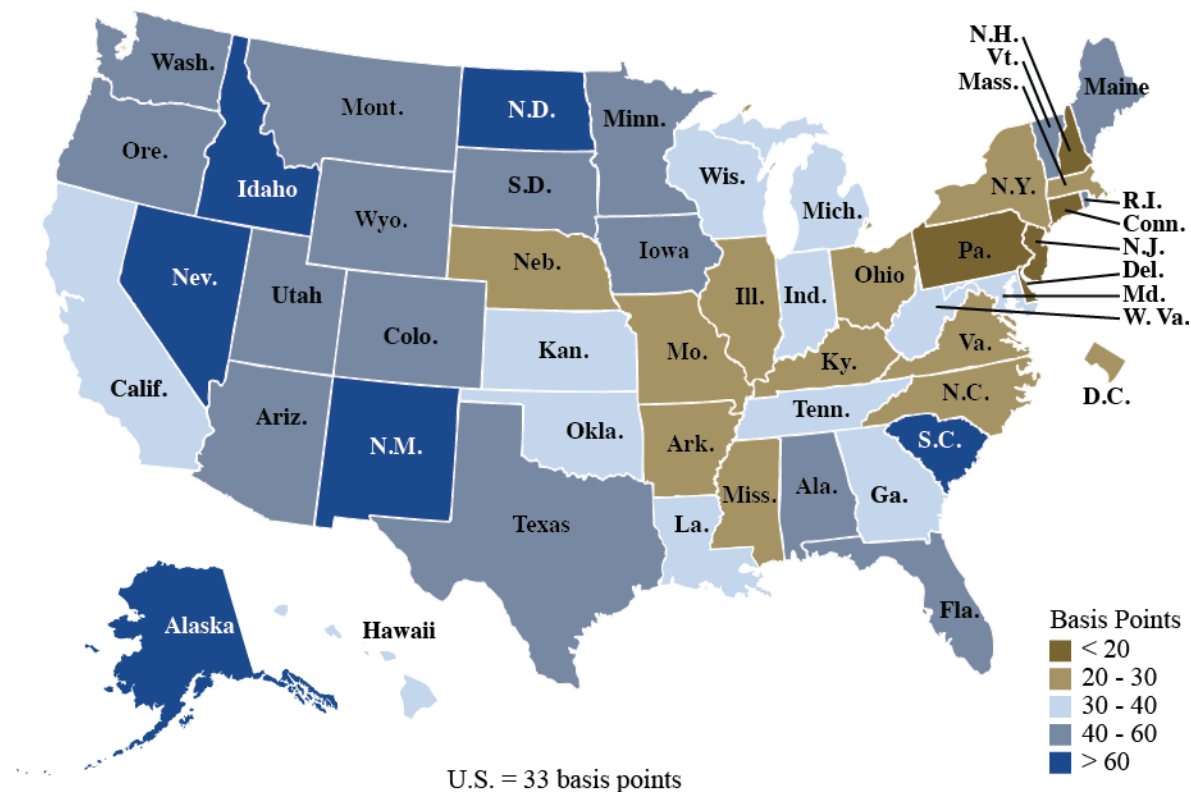 N.H.
Vt.
Mass.
Maine
Wash.
Mont.
N.D.
Minn.
Ore.
Idaho
S.D.
Wis.
Mich.
N.Y.
R.I.
Conn.
N.J.
Del.
Md.
W. Va.
Wyo.
Iowa
Pa.
Nev.
Utah
Neb.
Ill.
Ind.
Ohio
Colo.
Kan.
Mo.
Ky.
Va.
Calif.
Ariz.
N.M.
Okla.
Ark.
Tenn.
N.C.
D.C.
S.C.
Texas
La.
Miss.
Ala.
Ga.
Fla.
Alaska
Hawaii
Basis Points
< 20
20 - 30
30 - 40
40 - 60
> 60
U.S. = 33 basis points